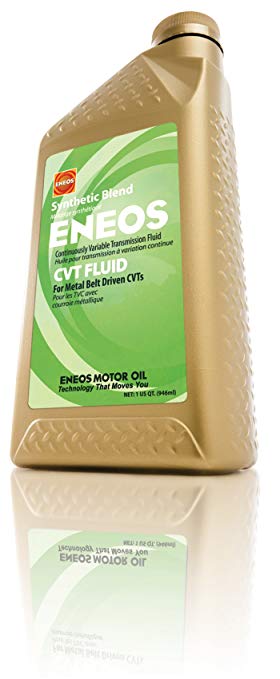 ENEOS
Synthetic Blend
Mélange synthétique
ENEOS
Continuously Variable Transmission Fluid
Huile pour transmission à variation continue
CVT FLUID
For Metal Belt Driven CVTs
Pour les TVC avec
courroie métallique
ENEOS MOTOR OIL
Technology That Moves You
NET: 1 US QT. (946ml)